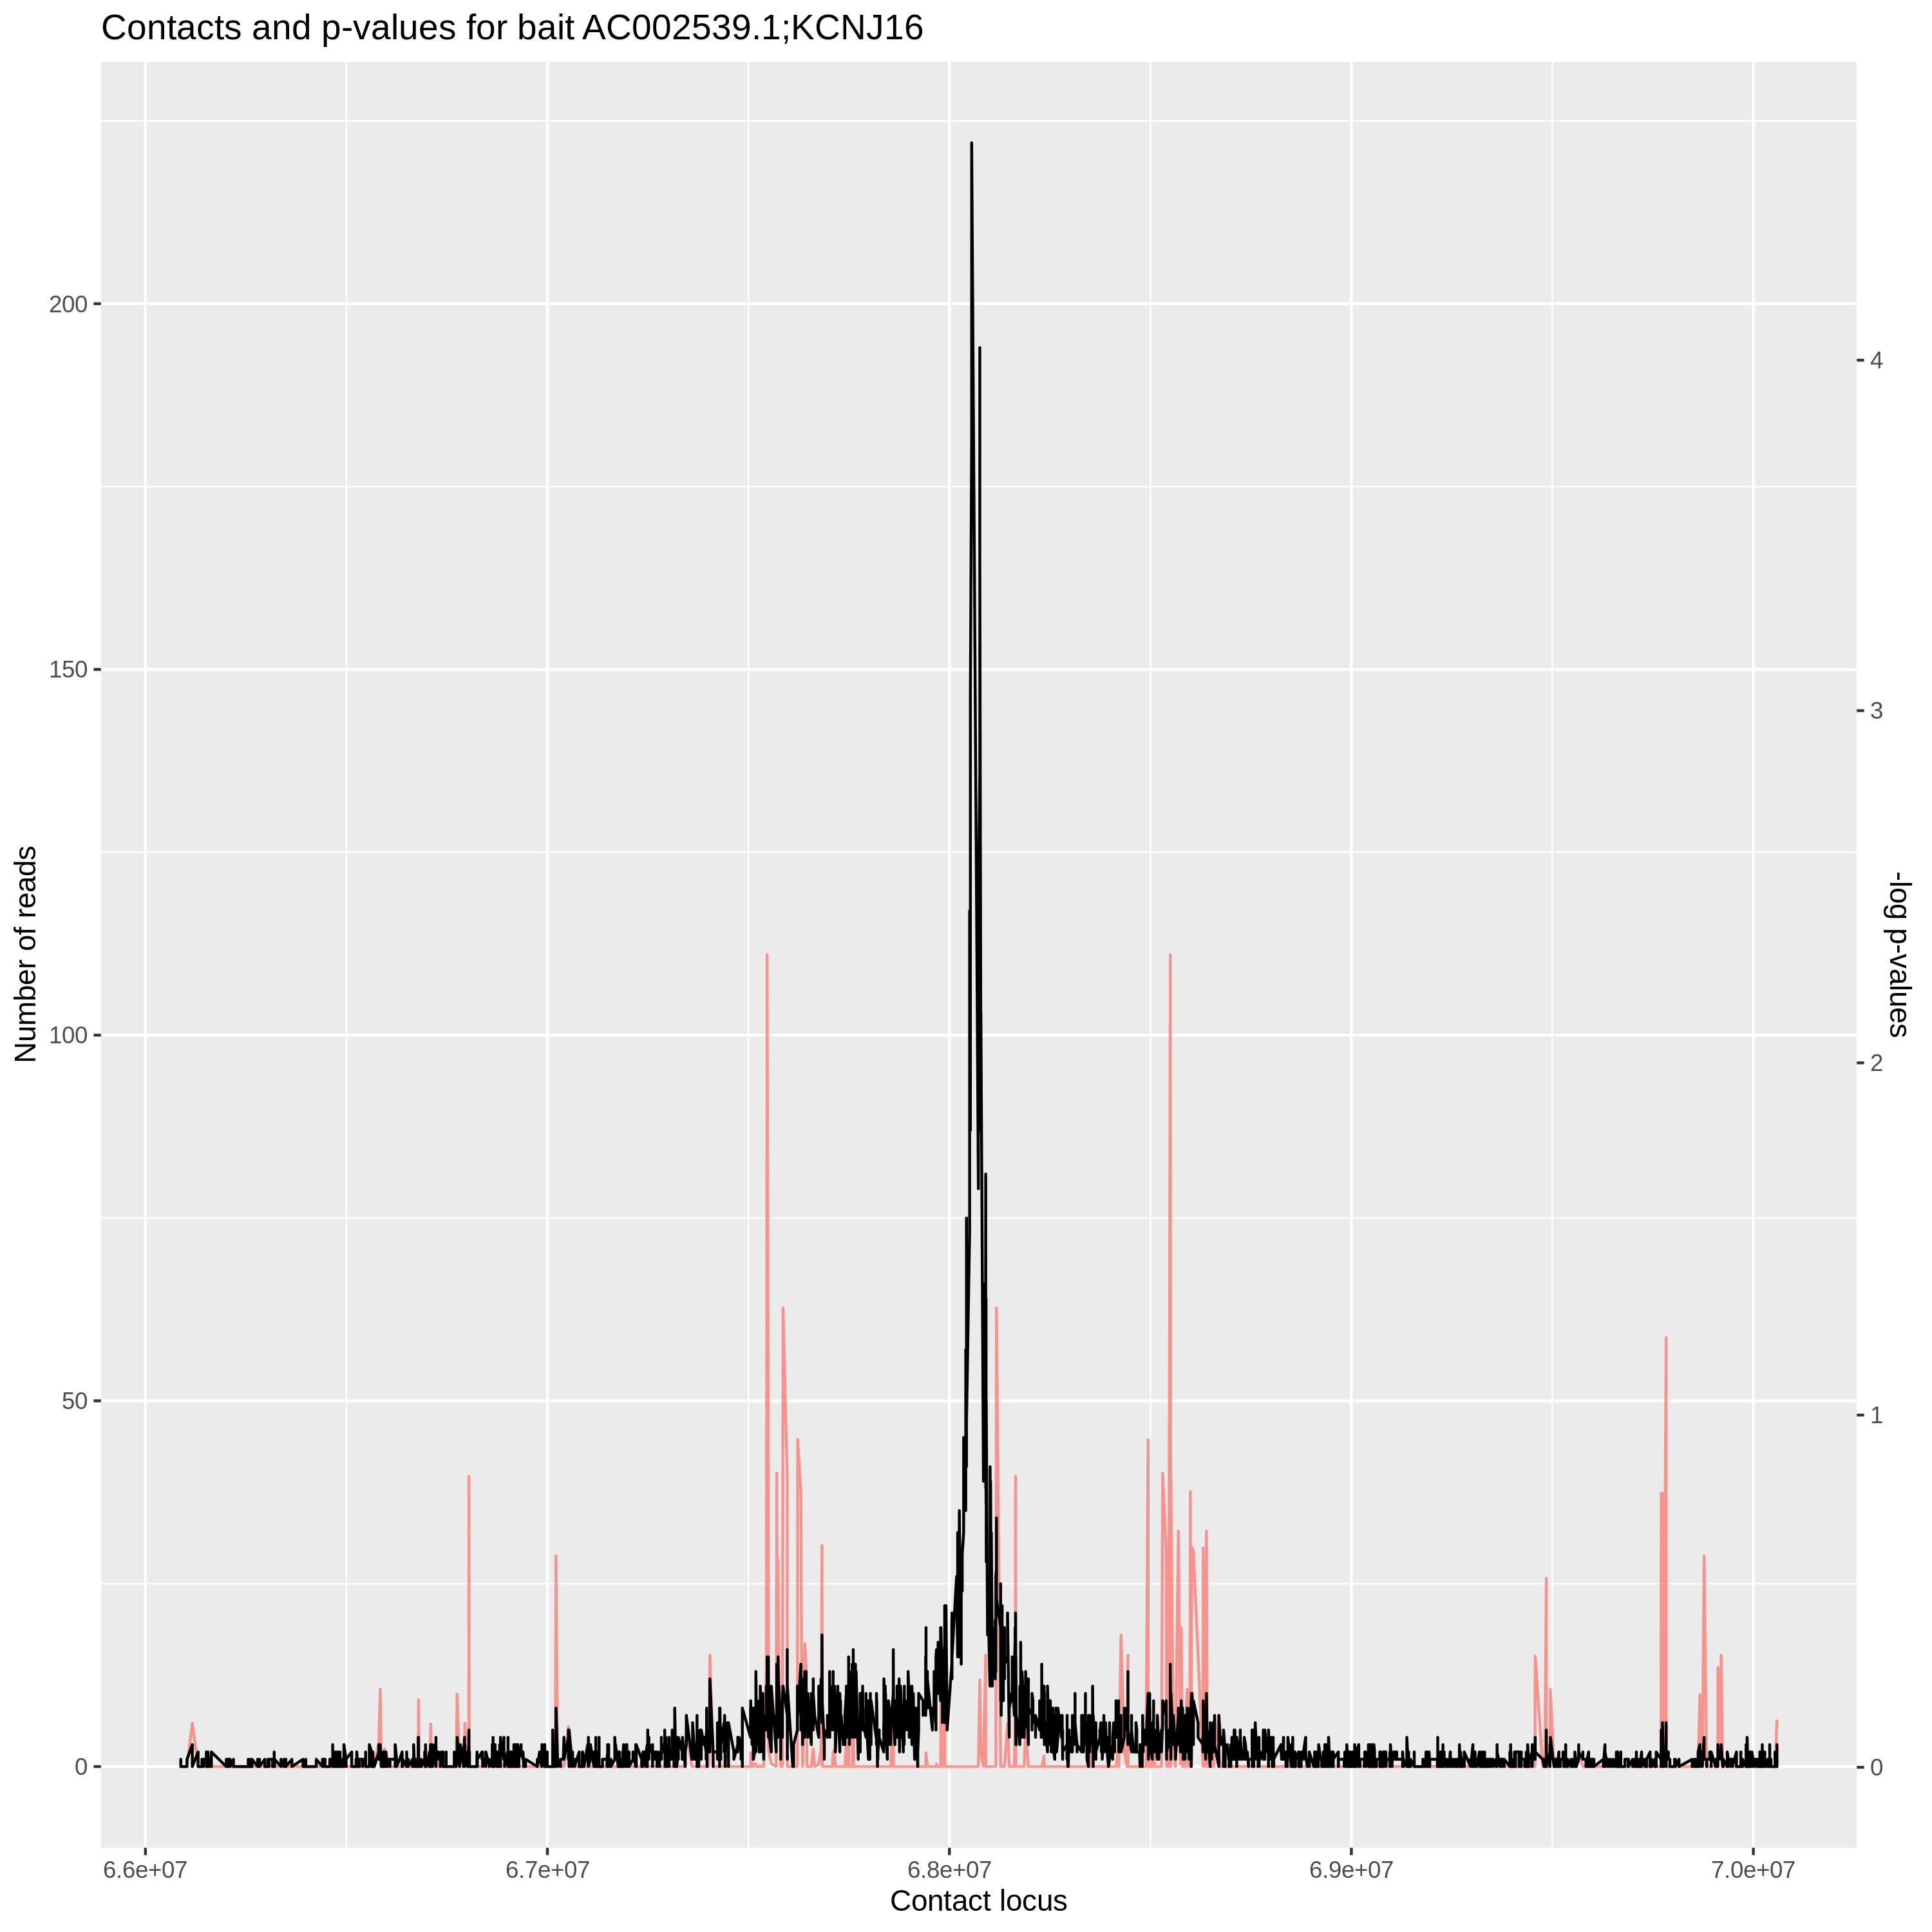 Contacts and p-values for bait AC002539.1;KCNJ16
Number of reads
200
150
100
50
0
4
3
2
1
0
-log p-values
6.6e+07
6.7e+07
6.8e+07
6.9e+07
7.0e+07
Contact locus